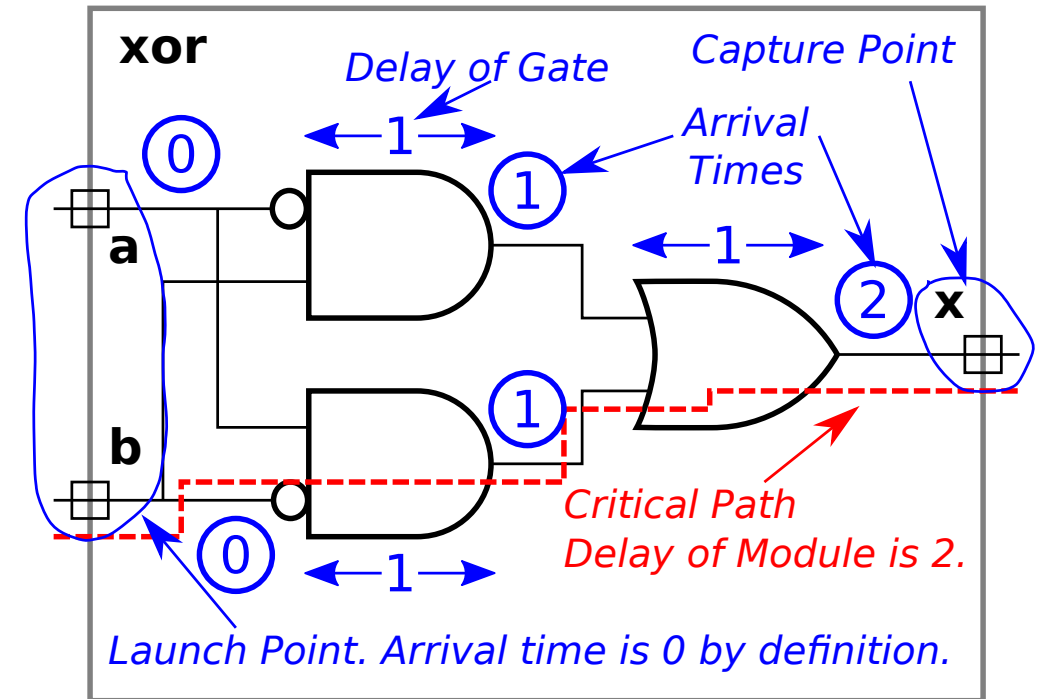 xor
Delay of Gate
Capture Point
Arrival
Times
0
1
1
1
2
x
a
b
1
0
1
Critical Path
Delay of Module is 2.
Launch Point. Arrival time is 0 by definition.